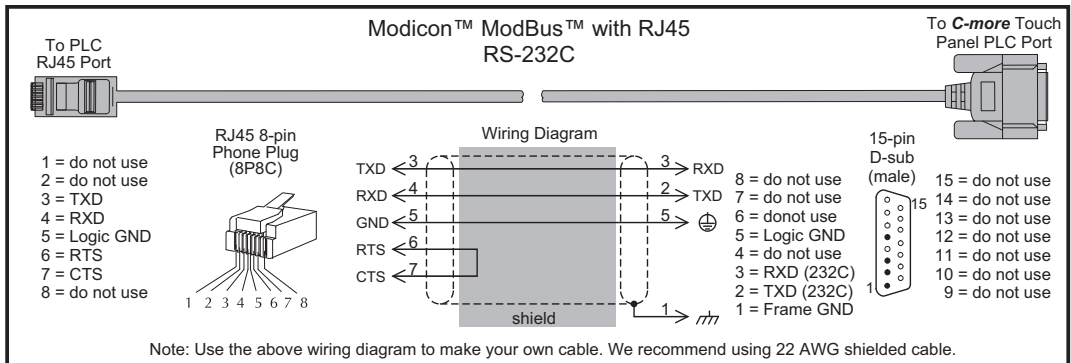 Modicon™ ModBus™ with RJ45
RS-232C
To PLC
RJ45 Port
To C-more Touch
Panel PLC Port
1 = do not use
2 = do not use
3 = TXD
4 = RXD
5 = Logic GND
6 = RTS
7 = CTS
8 = do not use
RJ45 8-pin
Phone Plug
(8P8C)
1 2 3 4 5 6 7 8
Wiring Diagram
TXD 3 3 RXD
RXD 4 2 TXD
GND 5 5
RTS 6
CTS 7
1
shield
8 = do not use
7 = do not use
6 = donot use
5 = Logic GND
4 = do not use
3 = RXD (232C)
2 = TXD (232C)
1 = Frame GND
15-pin
D-sub
(male)
15
1
15 = do not use
14 = do not use
13 = do not use
12 = do not use
11 = do not use
10 = do not use
9 = do not use
Note: Use the above wiring diagram to make your own cable. We recommend using 22 AWG shielded cable.